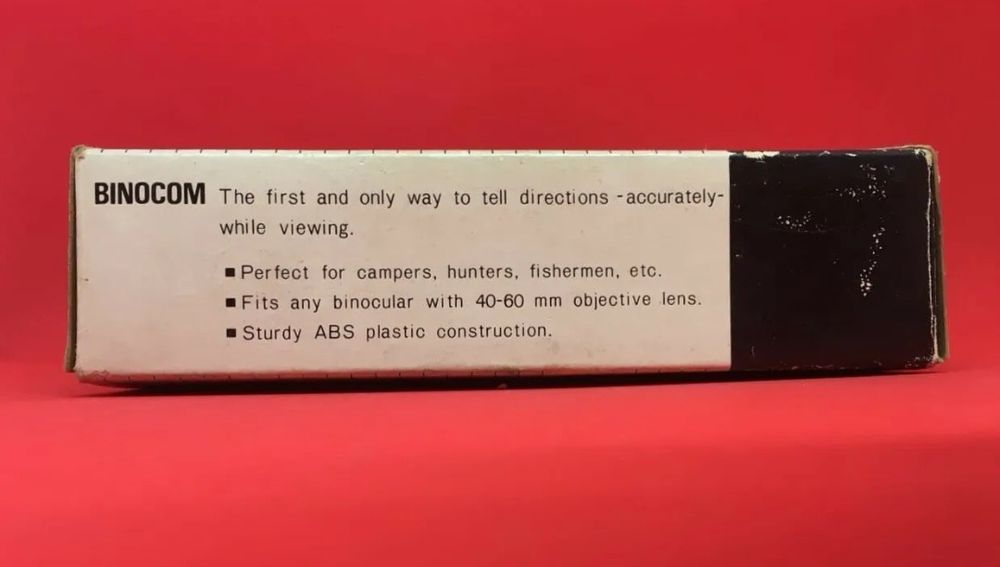 BINOCOM The first and only way to tell directions -accurately-
while viewing.
▪ Perfect for campers, hunters, fishermen, etc.
▪ Fits any binocular with 40-60 mm objective lens.
▪ Sturdy ABS plastic construction.